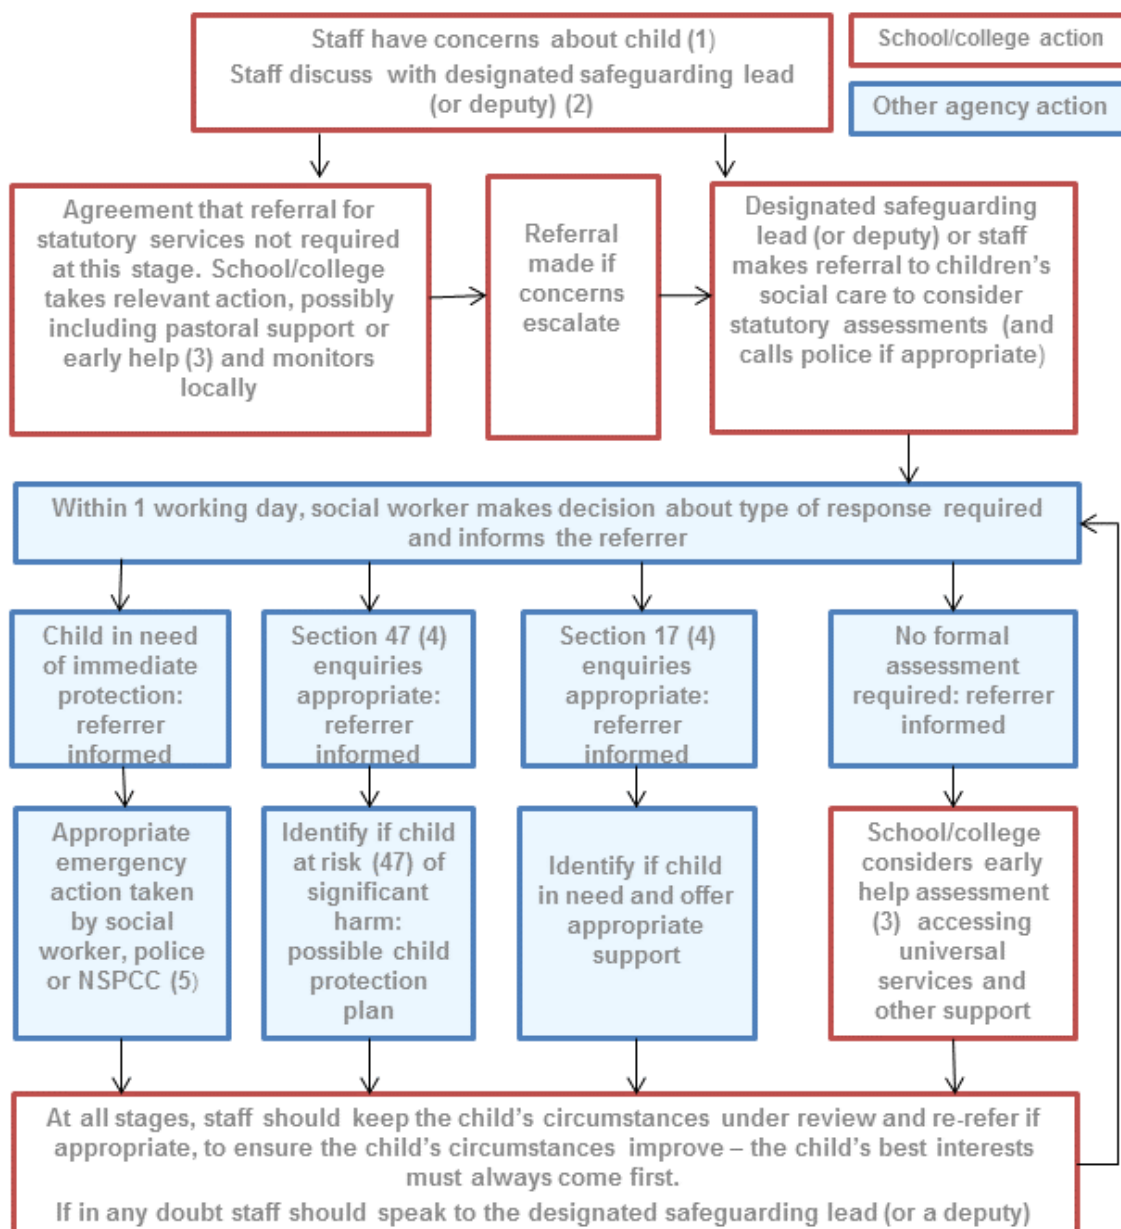 Staff have concerns about child (1)
Staff discuss with designated safeguarding lead
(or deputy) (2)
School/college action
Other agency action
Agreement that referral for
statutory services not required
at this stage. School/college
takes relevant action, possibly
including pastoral support or
early help (3) and monitors
locally
Referral
made if
concerns
escalate
Designated safeguarding
lead (or deputy) or staff
makes referral to children's
social care to consider
statutory assessments (and
calls police if appropriate)
Within 1 working day, social worker makes decision about type of response required
and informs the referrer
Child in need
of immediate
protection:
referrer
informed
Section 47 (4)
enquiries
appropriate:
referrer
informed
Section 17 (4)
enquiries
appropriate:
referrer
informed
No formal
assessment
required: referrer
informed
Appropriate
emergency
action taken
by social
worker, police
or NSPCC (5)
Identify if child
at risk (47) of
significant
harm:
possible child
protection
plan
Identify if child
in need and offer
appropriate
support
School/college
considers early
help assessment
(3) accessing
universal
services and
other support
At all stages, staff should keep the child's circumstances under review and re-refer if
appropriate, to ensure the child's circumstances improve – the child's best interests
must always come first.
If in any doubt staff should speak to the designated safeguarding lead (or a deputy)